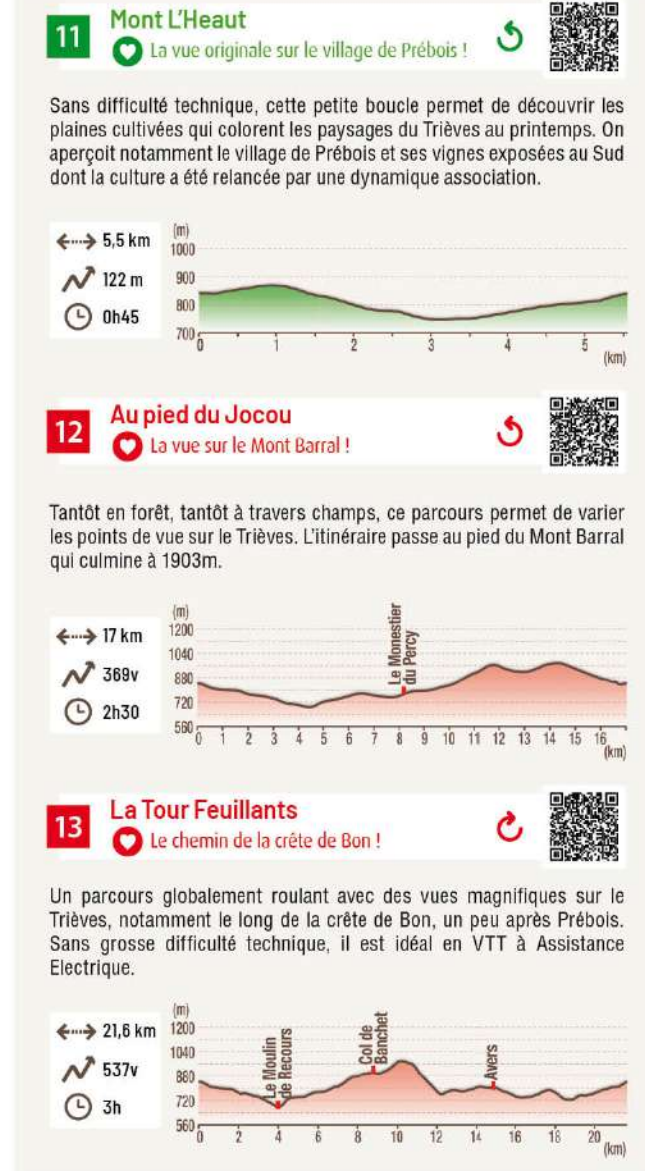 11
Mont L'Heaut
La vue originale sur le village de Prébois !
Sans difficulté technique, cette petite boucle permet de découvrir les
plaines cultivées qui colorent les paysages du Trièves au printemps. On
aperçoit notamment le village de Prébois et ses vignes exposées au Sud
dont la culture a été relancée par une dynamique association.
5,5 km
122 m
0h45
(m)
1000
900
800
700
0 1 2 3 4 5
(km)
12
Au pied du Jocou
La vue sur le Mont Barral !
Tantôt en forêt, tantôt à travers champs, ce parcours permet de varier
les points de vue sur le Trièves. L'itinéraire passe au pied du Mont Barral
qui culmine à 1903m.
17 km
369v
2h30
(m)
1200
1040
880
720
560
Le Monestier
du Percy
0 1 2 3 4 5 6 7 8 9 10 11 12 13 14 15 16
(km)
13
La Tour Feuillants
Le chemin de la crête de Bon !
Un parcours globalement roulant avec des vues magnifiques sur le
Trièves, notamment le long de la crête de Bon, un peu après Prébois.
Sans grosse difficulté technique, il est idéal en VTT à Assistance
Electrique.
21,6 km
537v
3h
(m)
1200
1040
880
720
560
Le Moulin
de Recours
Col de
Banchet
Avers
0 2 4 6 8 10 12 14 16 18 20
(km)